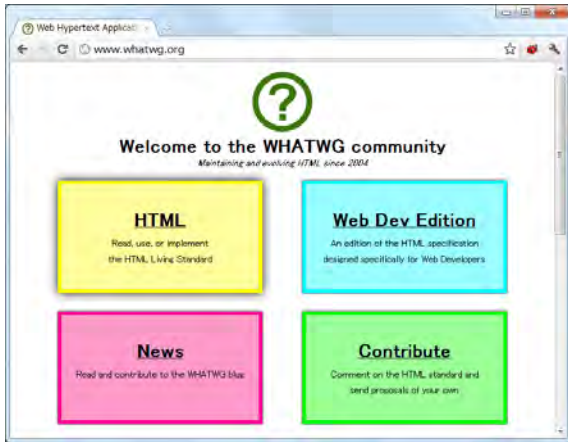 Web Hypertext Applicat
www.whatwg.org
?
Welcome to the WHATWG community
Maintaining and evolving HTML since 2004
HTML
Read, use, or implement
the HTML Living Standard
Web Dev Edition
An edition of the HTML specification
designed specifically for Web Developers
News
Read and contribute to the WHATWG blog
Contribute
Comment on the HTML standard and
send proposals of your own